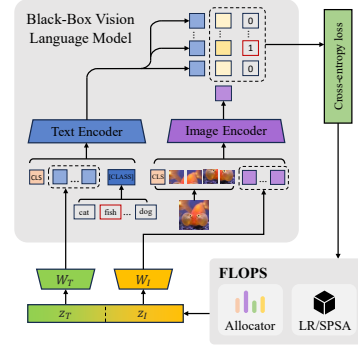 Black-Box Vision
Language Model
0
1
0
Cross-entropy loss
Text Encoder
Image Encoder
CLS
...
[CLASS]
CLS
...
cat
fish
...
dog
W_T
W_I
z_T
z_I
FLOPS
Allocator
LR/SPSA